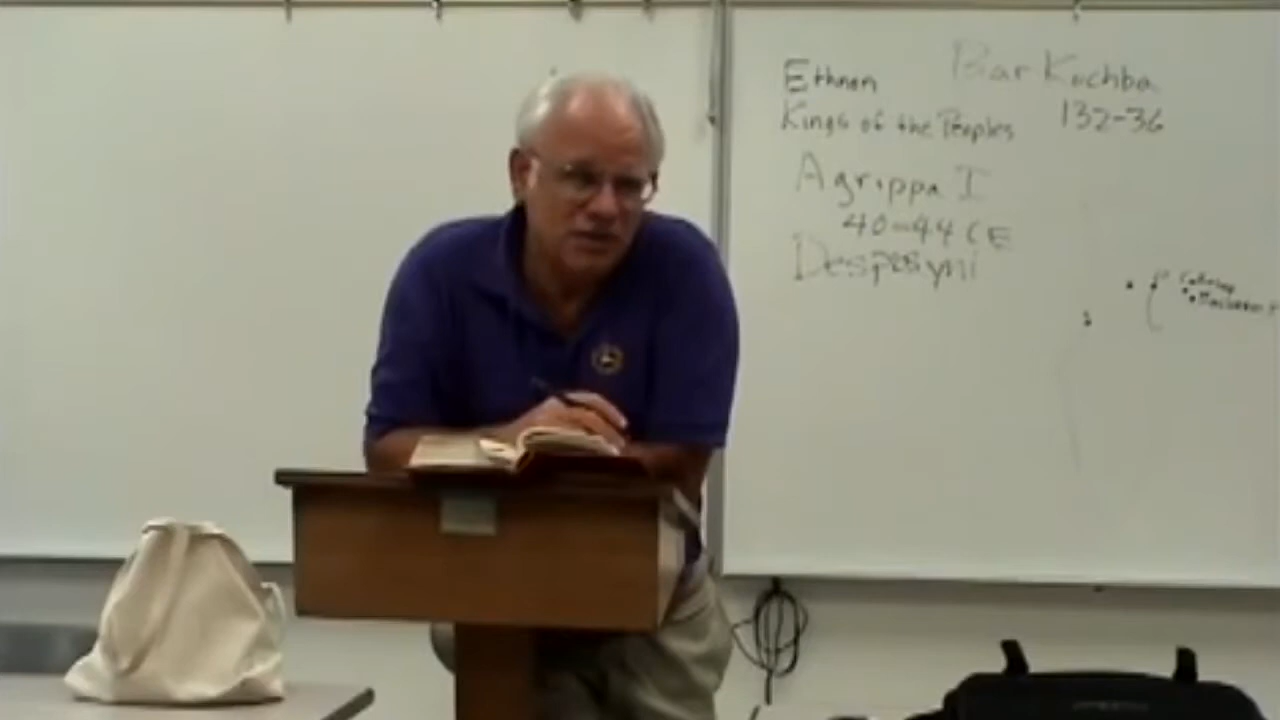 Ethnon
Bar Kochba
Kings of the Peoples
132-36
Agrippa I
40-44 CE
Desposyni